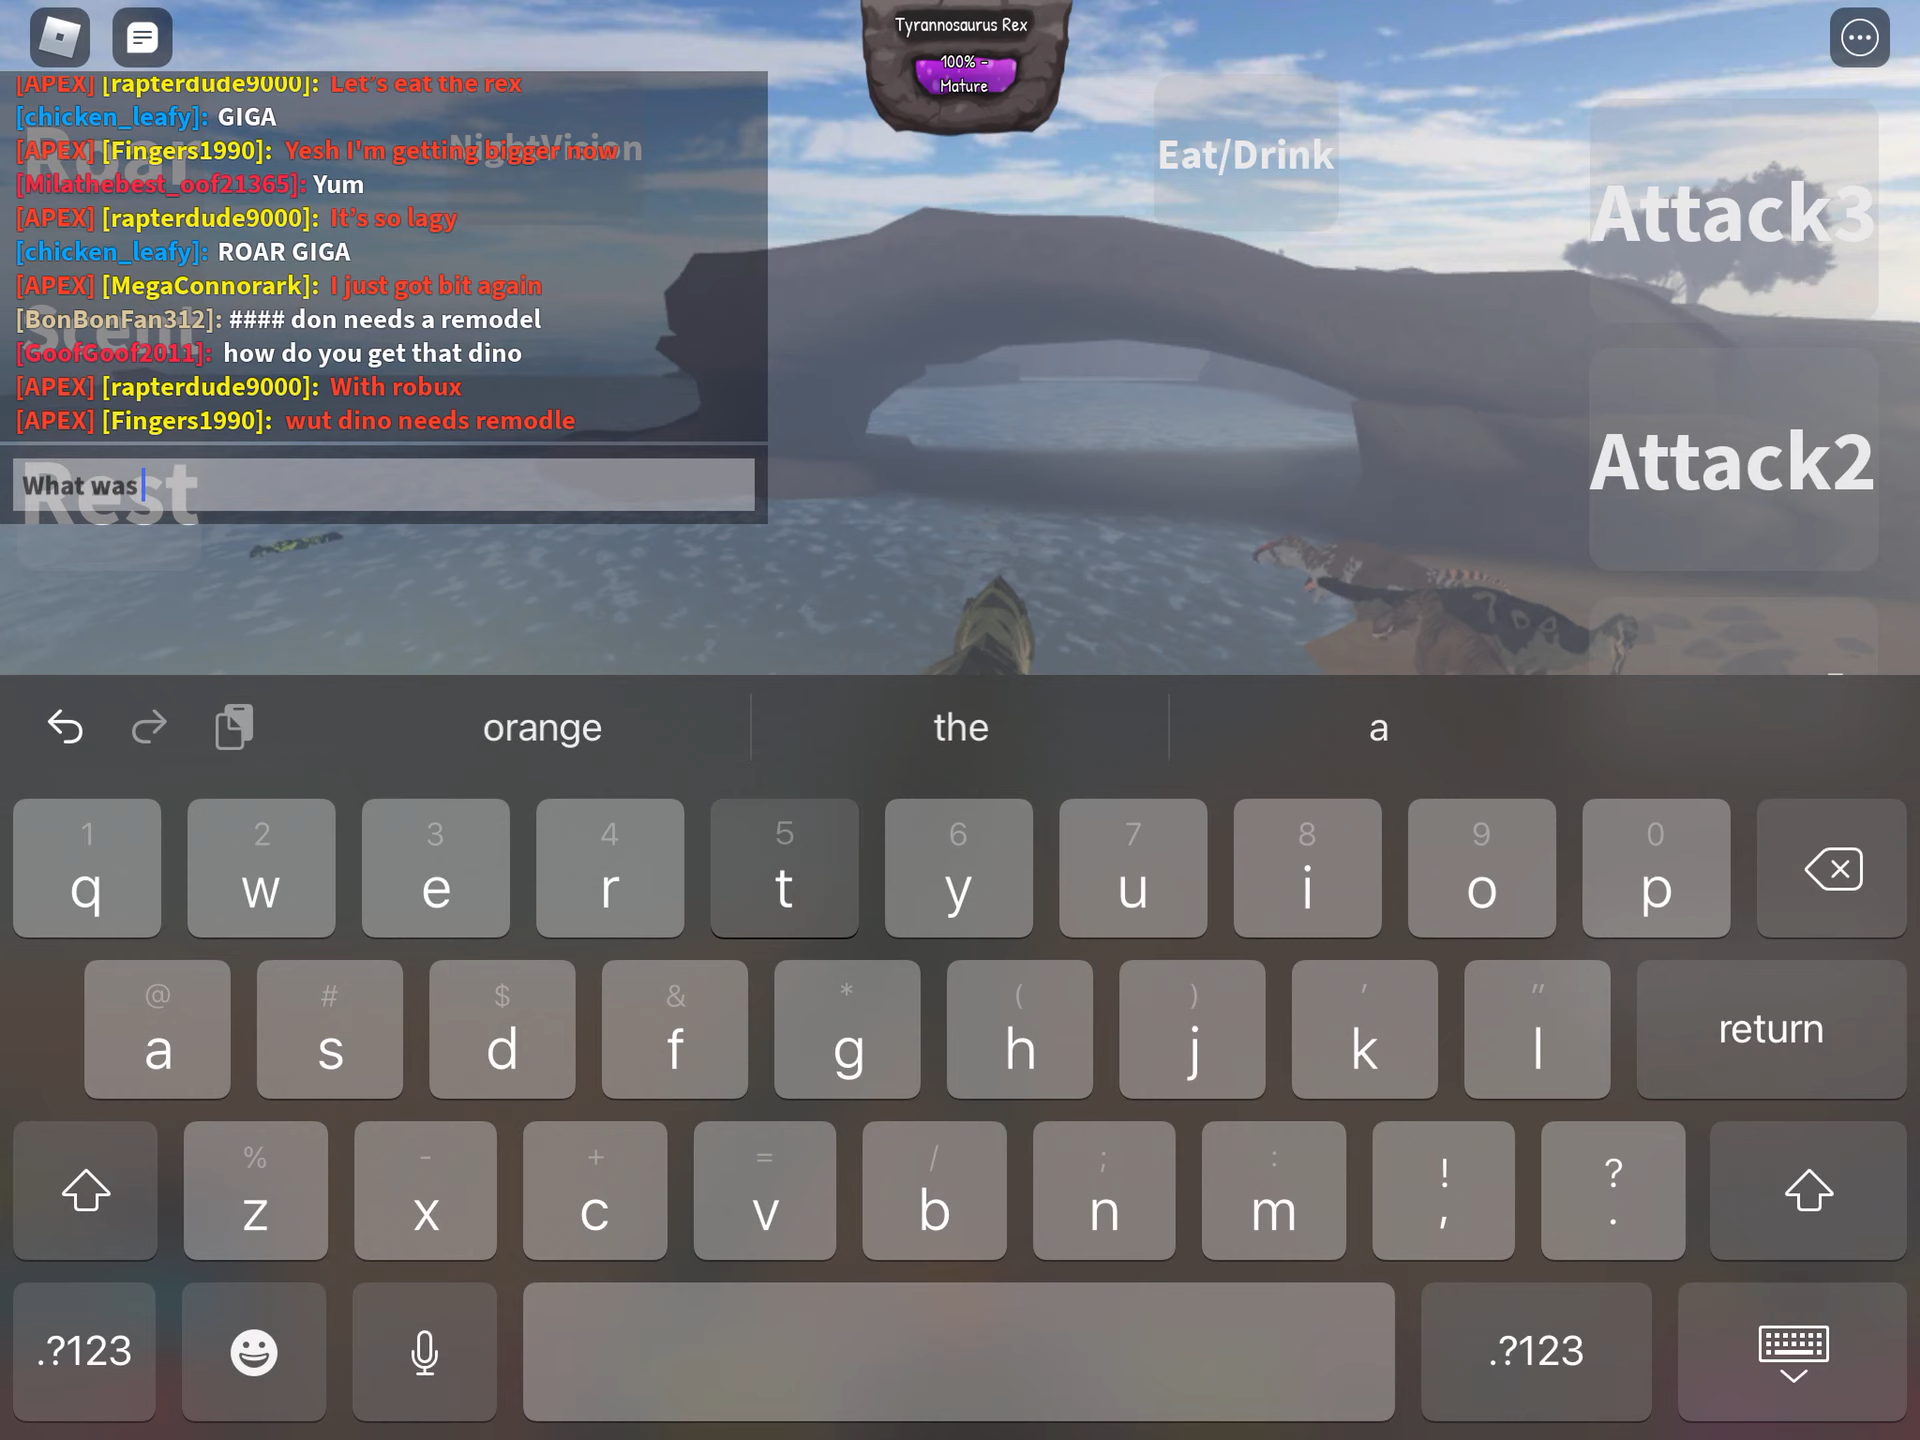 Tyrannosaurus Rex
100% -
Mature
[APEX] [rapterdude9000]: Let's eat the rex
[chicken_leafy]: GIGA
[APEX] [Fingers1990]: Yesh I'm getting bigger now
[Milathebest_oof21365]: Yum
[APEX] [rapterdude9000]: It's so lagy
[chicken_leafy]: ROAR GIGA
[APEX] [MegaConnorark]: I just got bit again
[BonBonFan312]: #### don needs a remodel
[GoofGoof2011]: how do you get that dino
[APEX] [rapterdude9000]: With robux
[APEX] [Fingers1990]: wut dino needs remodle
What was
Roar
NightVision
Scent
Rest
Eat/Drink
Attack3
Attack2
orange the a
1 2 3 4 5 6 7 8 9 0
q w e r t y u i o p
@ # $ & * ( ) ' "
a s d f g h j k l return
% - + = / ; : ! ?
z x c v b n m , .
.?123 .?123